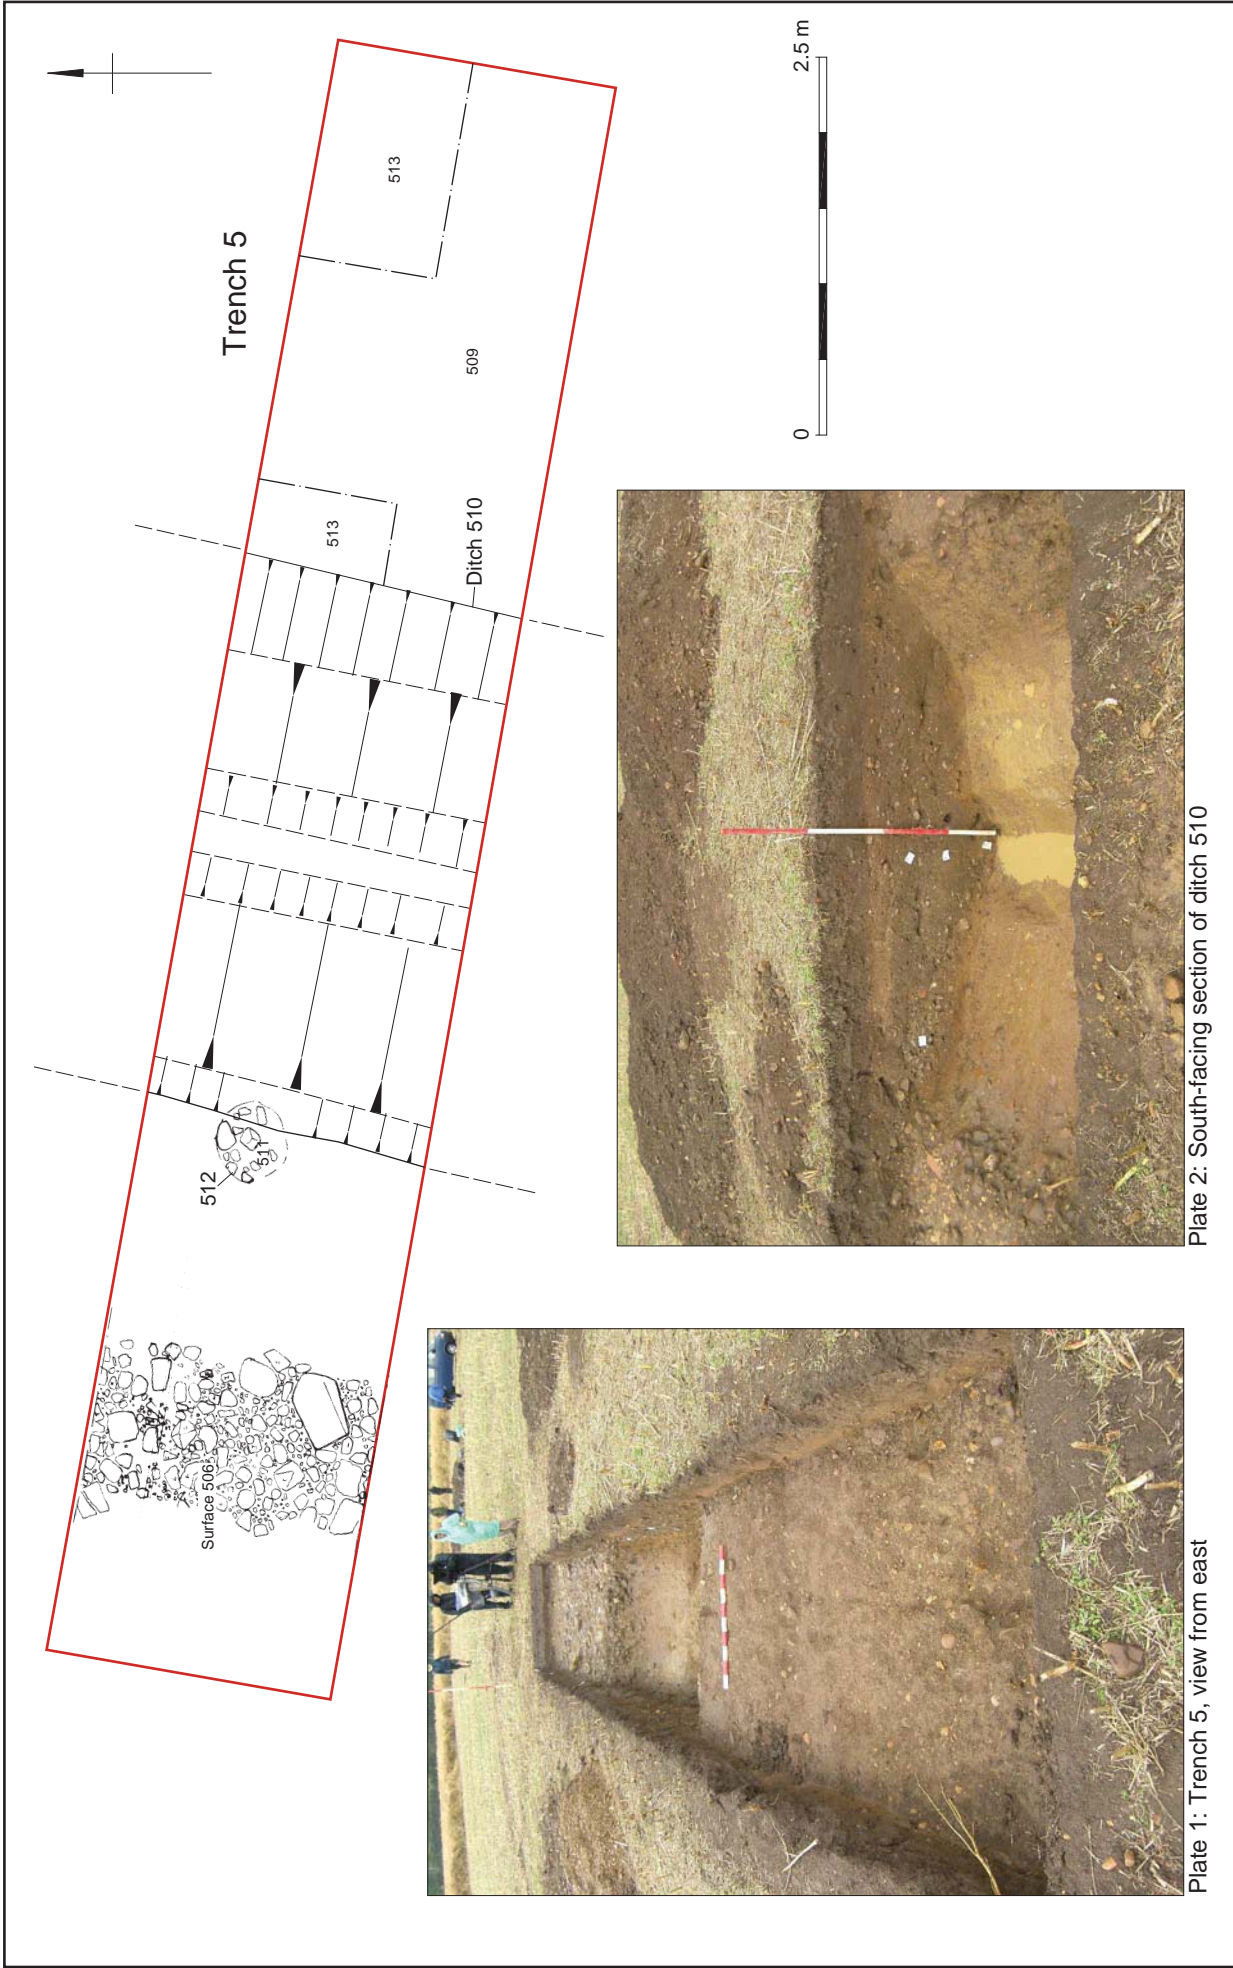 Trench 5
513
509
513
Ditch 510
511
512
Surface 506
0
2.5 m
Plate 1: Trench 5, view from east
Plate 2: South-facing section of ditch 510